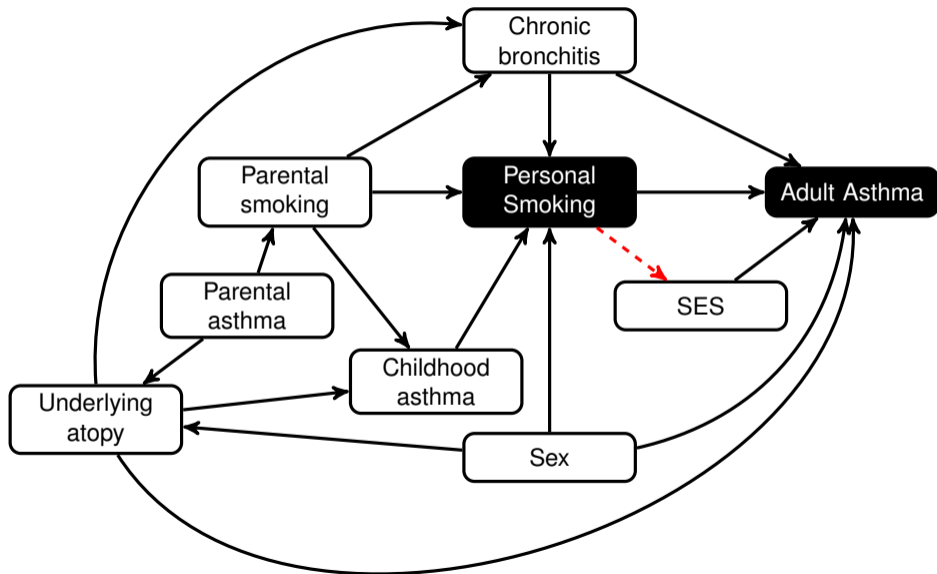 Chronic
bronchitis
Parental
smoking
Personal
Smoking
Adult Asthma
Parental
asthma
SES
Childhood
asthma
Underlying
atopy
Sex